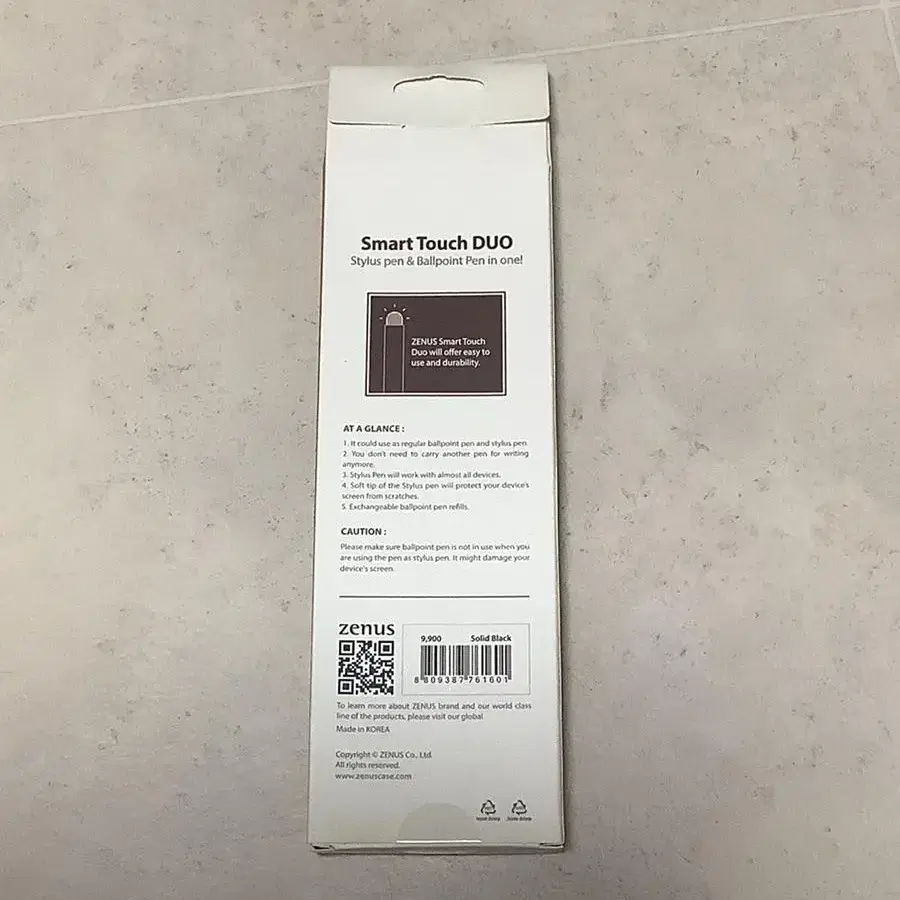 Smart Touch DUO
Stylus pen & Ballpoint Pen in one!
ZENUS Smart Touch
Duo will offer easy to
use and durability.
AT A GLANCE :
1. It could use as regular ballpoint pen and stylus pen.
2. You don't need to carry another pen for writing
anymore.
3. Stylus Pen will work with almost all devices.
4. Soft tip of the Stylus pen will protect your device's
screen from scratches.
5. Exchangeable ballpoint pen refills.
CAUTION :
Please make sure ballpoint pen is not in use when you
are using the pen as stylus pen. It might damage your
device's screen.
zenus
9,900 Solid Black
8 809387 761601
To learn more about ZENUS brand and our world class
line of the products, please visit our global
Made in KOREA
Copyright © ZENUS Co., Ltd.
All rights reserved.
www.zenuscase.com